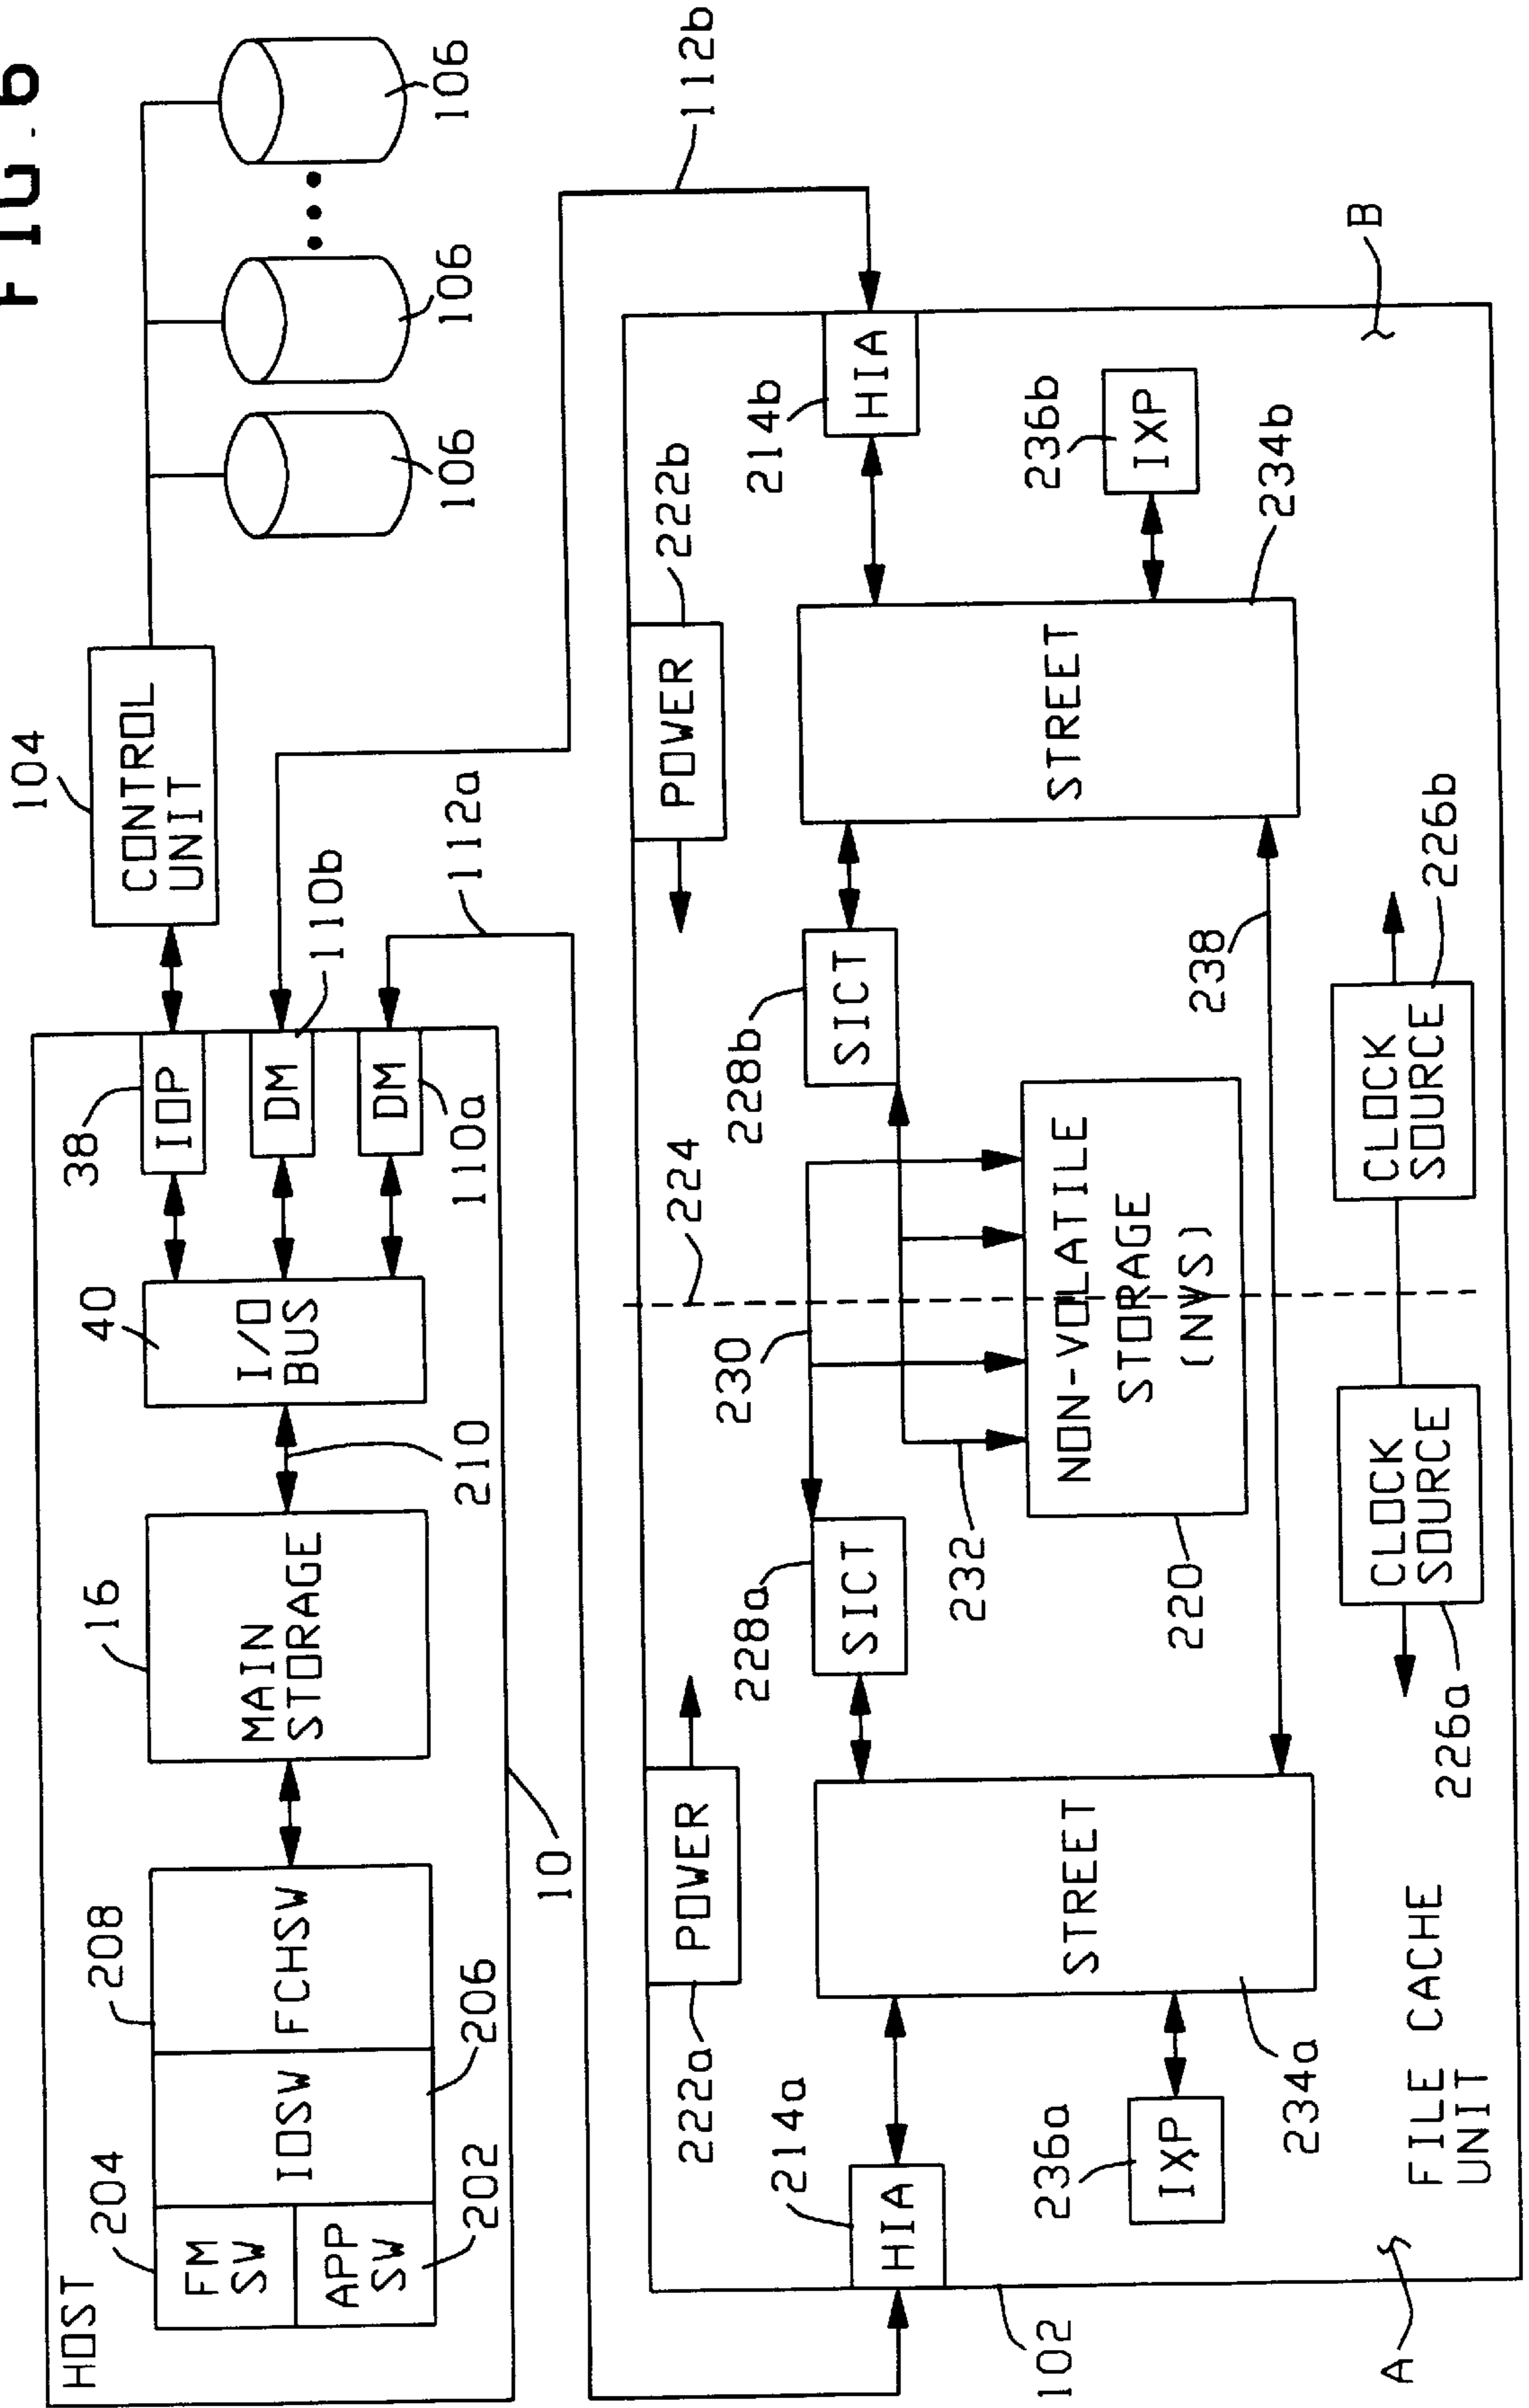 FIG. 6
HOST
204
FM
SW
APP
SW
202
IOSW
206
208
FCHSW
16
MAIN
STORAGE
210
40
I/O
BUS
38
IOP
DM
DM
110b
110a
10
104
CONTROL
UNIT
106
106
106
112a
112b
222a
POWER
POWER
222b
224
214a
HIA
236a
IXP
STREET
234a
228a
SICT
230
232
228b
SICT
NON-VOLATILE
STORAGE
(NVS)
220
238
STREET
234b
214b
HIA
236b
IXP
CLOCK
SOURCE
226a
CLOCK
SOURCE
226b
102
A
FILE CACHE
UNIT
B